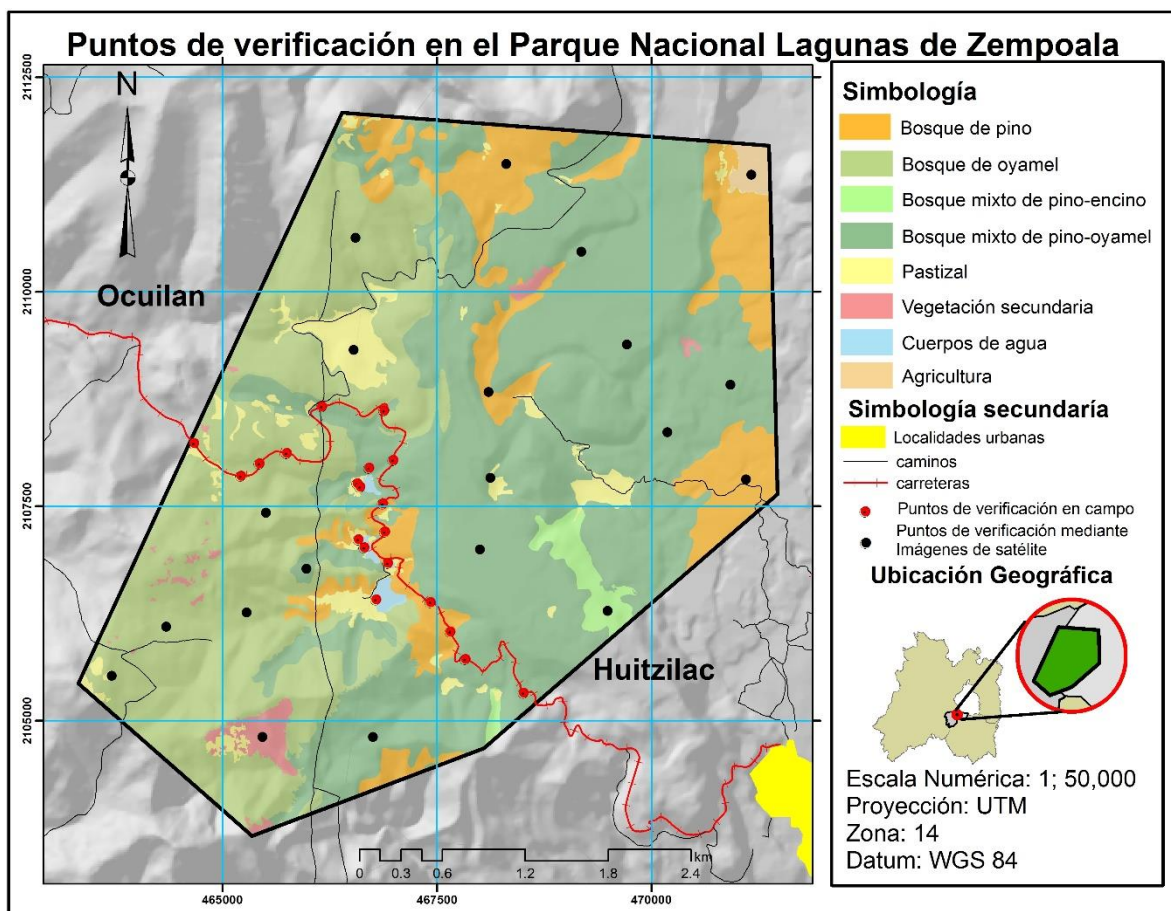 Puntos de verificación en el Parque Nacional Lagunas de Zempoala
2112500
2110000
2107500
2105000
N
Ocuilan
Huitzilac
0 0.3 0.6 1.2 1.8 2.4
km
465000 467500 470000
Simbología
Bosque de pino
Bosque de oyamel
Bosque mixto de pino-encino
Bosque mixto de pino-oyamel
Pastizal
Vegetación secundaria
Cuerpos de agua
Agricultura
Simbología secundaría
Localidades urbanas
caminos
carreteras
Puntos de verificación en campo
Puntos de verificación mediante
Imágenes de satélite
Ubicación Geográfica
Escala Numérica: 1; 50,000
Proyección: UTM
Zona: 14
Datum: WGS 84